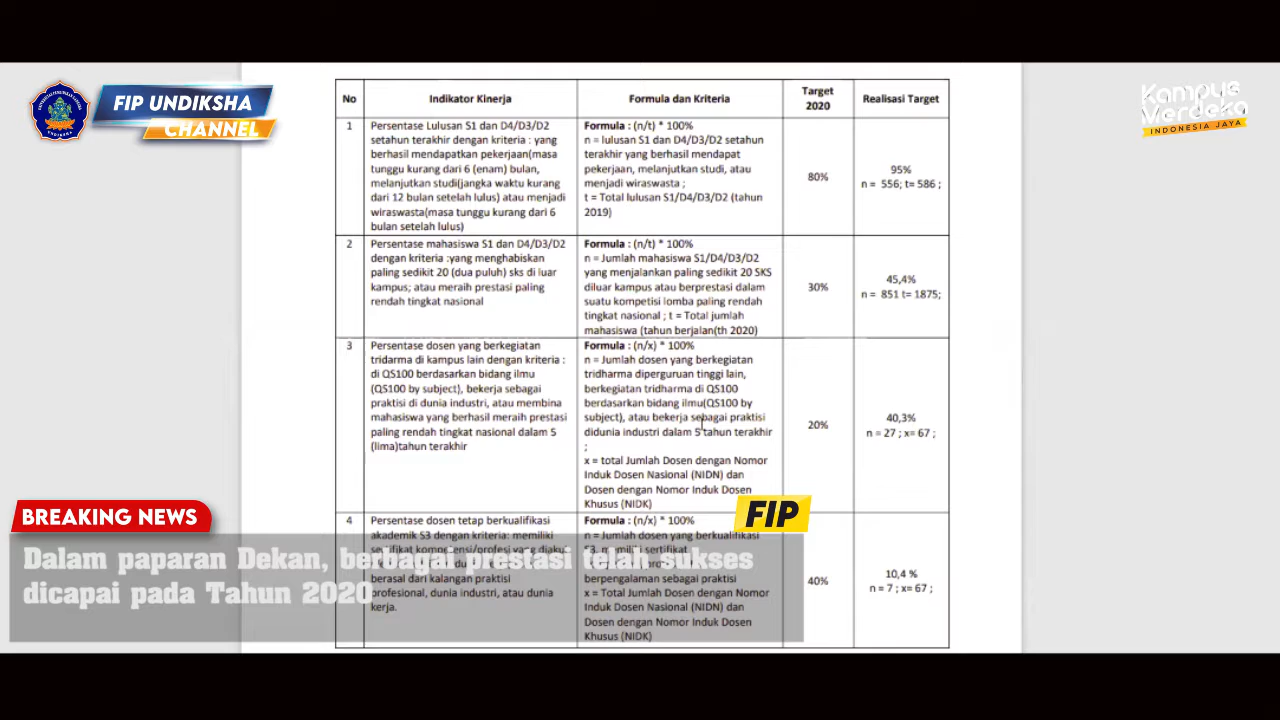 FIP UNDIKSHA
CHANNEL
Kampus
Merdeka
INDONESIA JAYA
No
Indikator Kinerja
Formula dan Kriteria
Target
2020
Realisasi Target
1
Persentase Lulusan S1 dan D4/D3/D2
setahun terakhir dengan kriteria : yang
berhasil mendapatkan pekerjaan(masa
tunggu kurang dari 6 (enam) bulan,
melanjutkan studi(jangka waktu kurang
dari 12 bulan setelah lulus) atau menjadi
wiraswasta(masa tunggu kurang dari 6
bulan setelah lulus)
Formula : (n/t) * 100%
n = lulusan S1 dan D4/D3/D2 setahun
terakhir yang berhasil mendapat
pekerjaan, melanjutkan studi, atau
menjadi wiraswasta ;
t = Total lulusan S1/D4/D3/D2 (tahun
2019)
80%
95%
n = 556; t= 586 ;
2
Persentase mahasiswa S1 dan D4/D3/D2
dengan kriteria :yang menghabiskan
paling sedikit 20 (dua puluh) sks di luar
kampus; atau meraih prestasi paling
rendah tingkat nasional
Formula : (n/t) * 100%
n = Jumlah mahasiswa S1/D4/D3/D2
yang menjalankan paling sedikit 20 SKS
diluar kampus atau berprestasi dalam
suatu kompetisi lomba paling rendah
tingkat nasional ; t = Total jumlah
mahasiswa (tahun berjalan(th 2020)
30%
45,4%
n = 851 t= 1875;
3
Persentase dosen yang berkegiatan
tridarma di kampus lain dengan kriteria :
di QS100 berdasarkan bidang ilmu
(QS100 by subject), bekerja sebagai
praktisi di dunia industri, atau membina
mahasiswa yang berhasil meraih prestasi
paling rendah tingkat nasional dalam 5
(lima)tahun terakhir
Formula : (n/x) * 100%
n = Jumlah dosen yang berkegiatan
tridharma diperguruan tinggi lain,
berkegiatan tridharma di QS100
berdasarkan bidang ilmu(QS100 by
subject), atau bekerja sebagai praktisi
didunia industri dalam 5 tahun terakhir
;
x = total Jumlah Dosen dengan Nomor
Induk Dosen Nasional (NIDN) dan
Dosen dengan Nomor Induk Dosen
Khusus (NIDK)
20%
40,3%
n = 27 ; x= 67 ;
4
Persentase dosen tetap berkualifikasi
akademik S3 dengan kriteria: memiliki
berasal dari kalangan praktisi
profesional, dunia industri, atau dunia
kerja.
Formula : (n/x) * 100%
n = Jumlah dosen yang berkualifikasi
S3, memiliki sertifikat
berpengalaman sebagai praktisi
x = Total Jumlah Dosen dengan Nomor
Induk Dosen Nasional (NIDN) dan
Dosen dengan Nomor Induk Dosen
Khusus (NIDK)
40%
10,4 %
n = 7 ; x= 67 ;
BREAKING NEWS
FIP
Dalam paparan Dekan, berbagai prestasi telah sukses
dicapai pada Tahun 2020